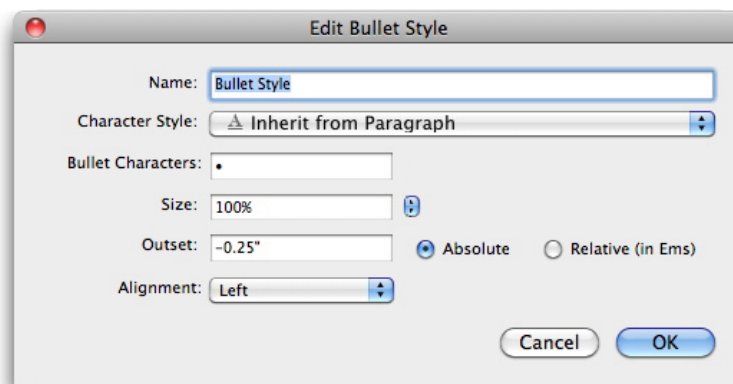 Edit Bullet Style
Name: Bullet Style
Character Style: A Inherit from Paragraph
Bullet Characters: •
Size: 100%
Outset: -0.25" Absolute Relative (in Ems)
Alignment: Left
Cancel OK